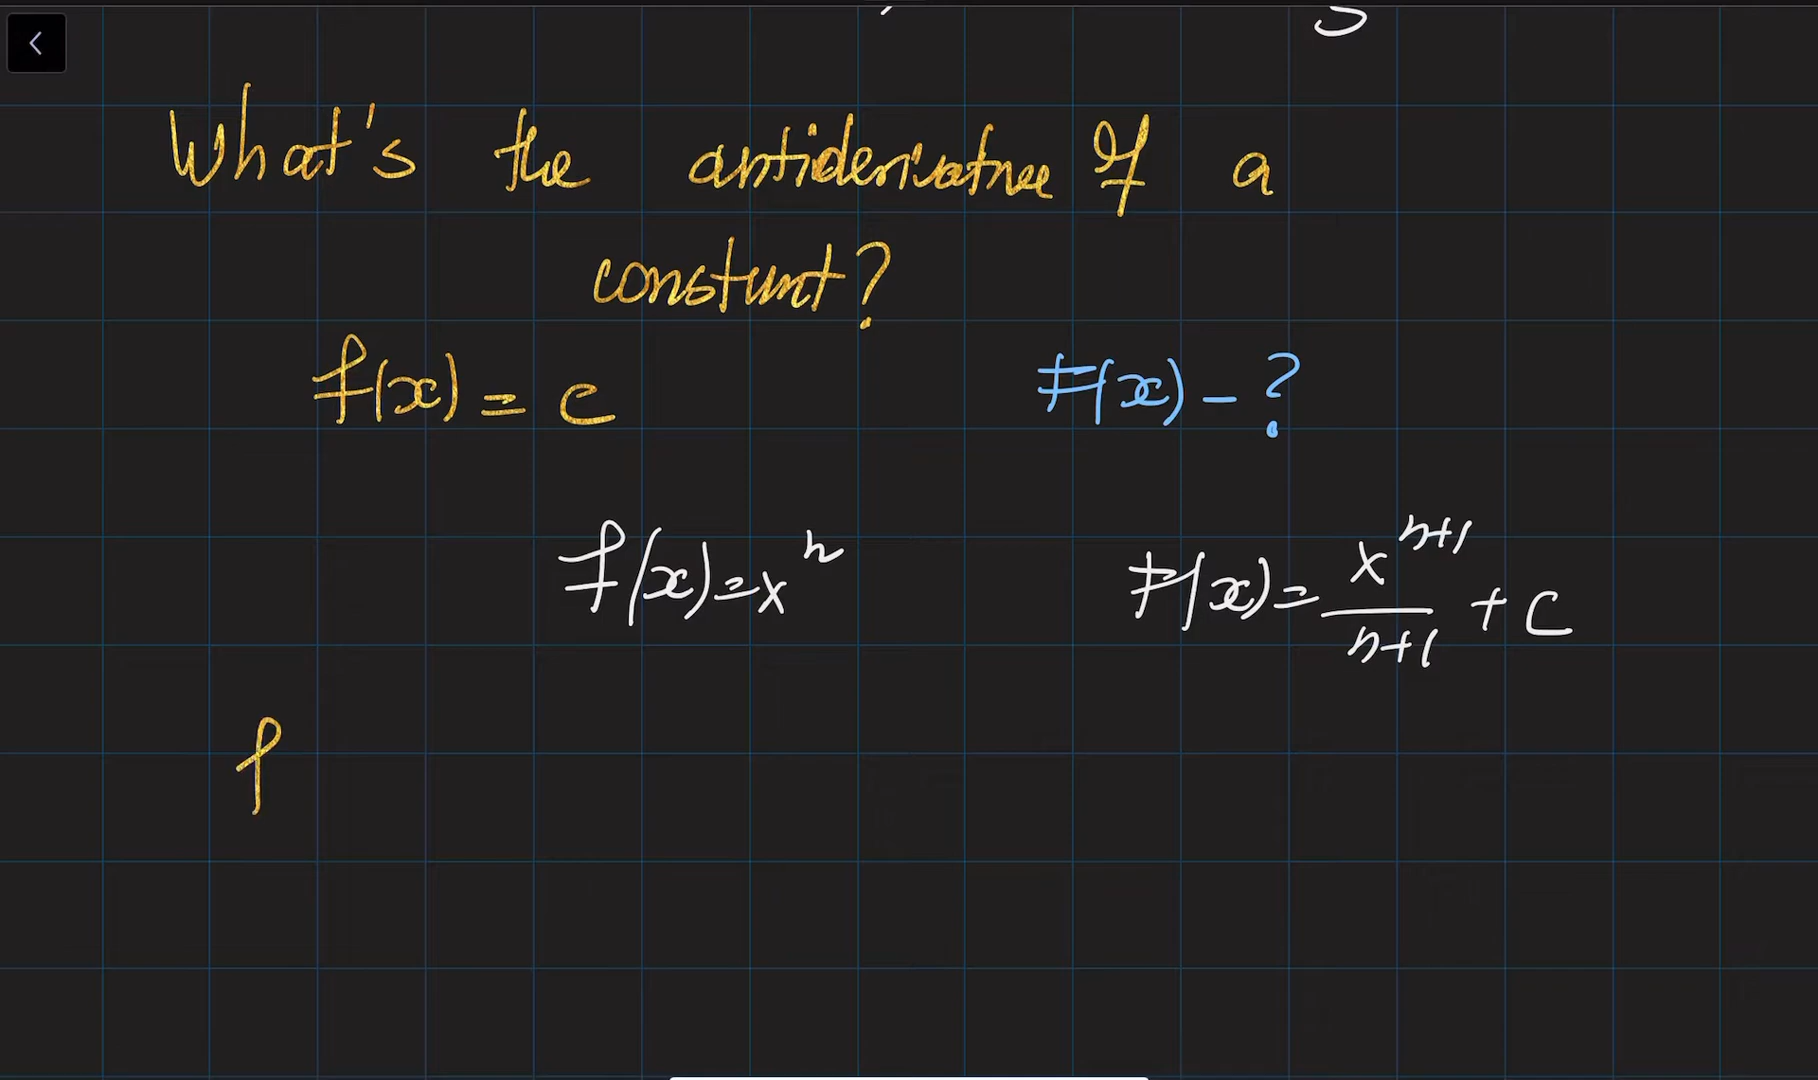 What's the antiderivative of a
constant?
f(x) = c F(x) - ?
f(x) = x^n F(x) = x^{n+1}/n+1 + C
f